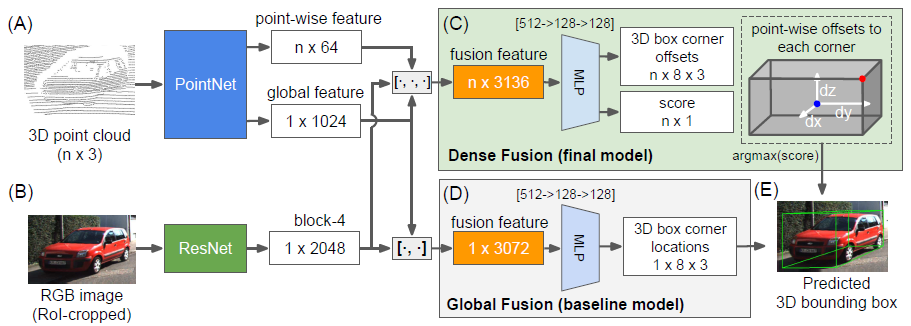 (A)
3D point cloud
(n x 3)
PointNet
point-wise feature
n x 64
global feature
1 x 1024
[·, ·, ·]
(B)
RGB image
(RoI-cropped)
ResNet
block-4
1 x 2048
[·, ·]
(C)
[512->128->128]
fusion feature
n x 3136
MLP
3D box corner
offsets
n x 8 x 3
score
n x 1
point-wise offsets to
each corner
dz
dy
dx
Dense Fusion (final model)
argmax(score)
(D)
[512->128->128]
fusion feature
1 x 3072
MLP
3D box corner
locations
1 x 8 x 3
Global Fusion (baseline model)
(E)
Predicted
3D bounding box